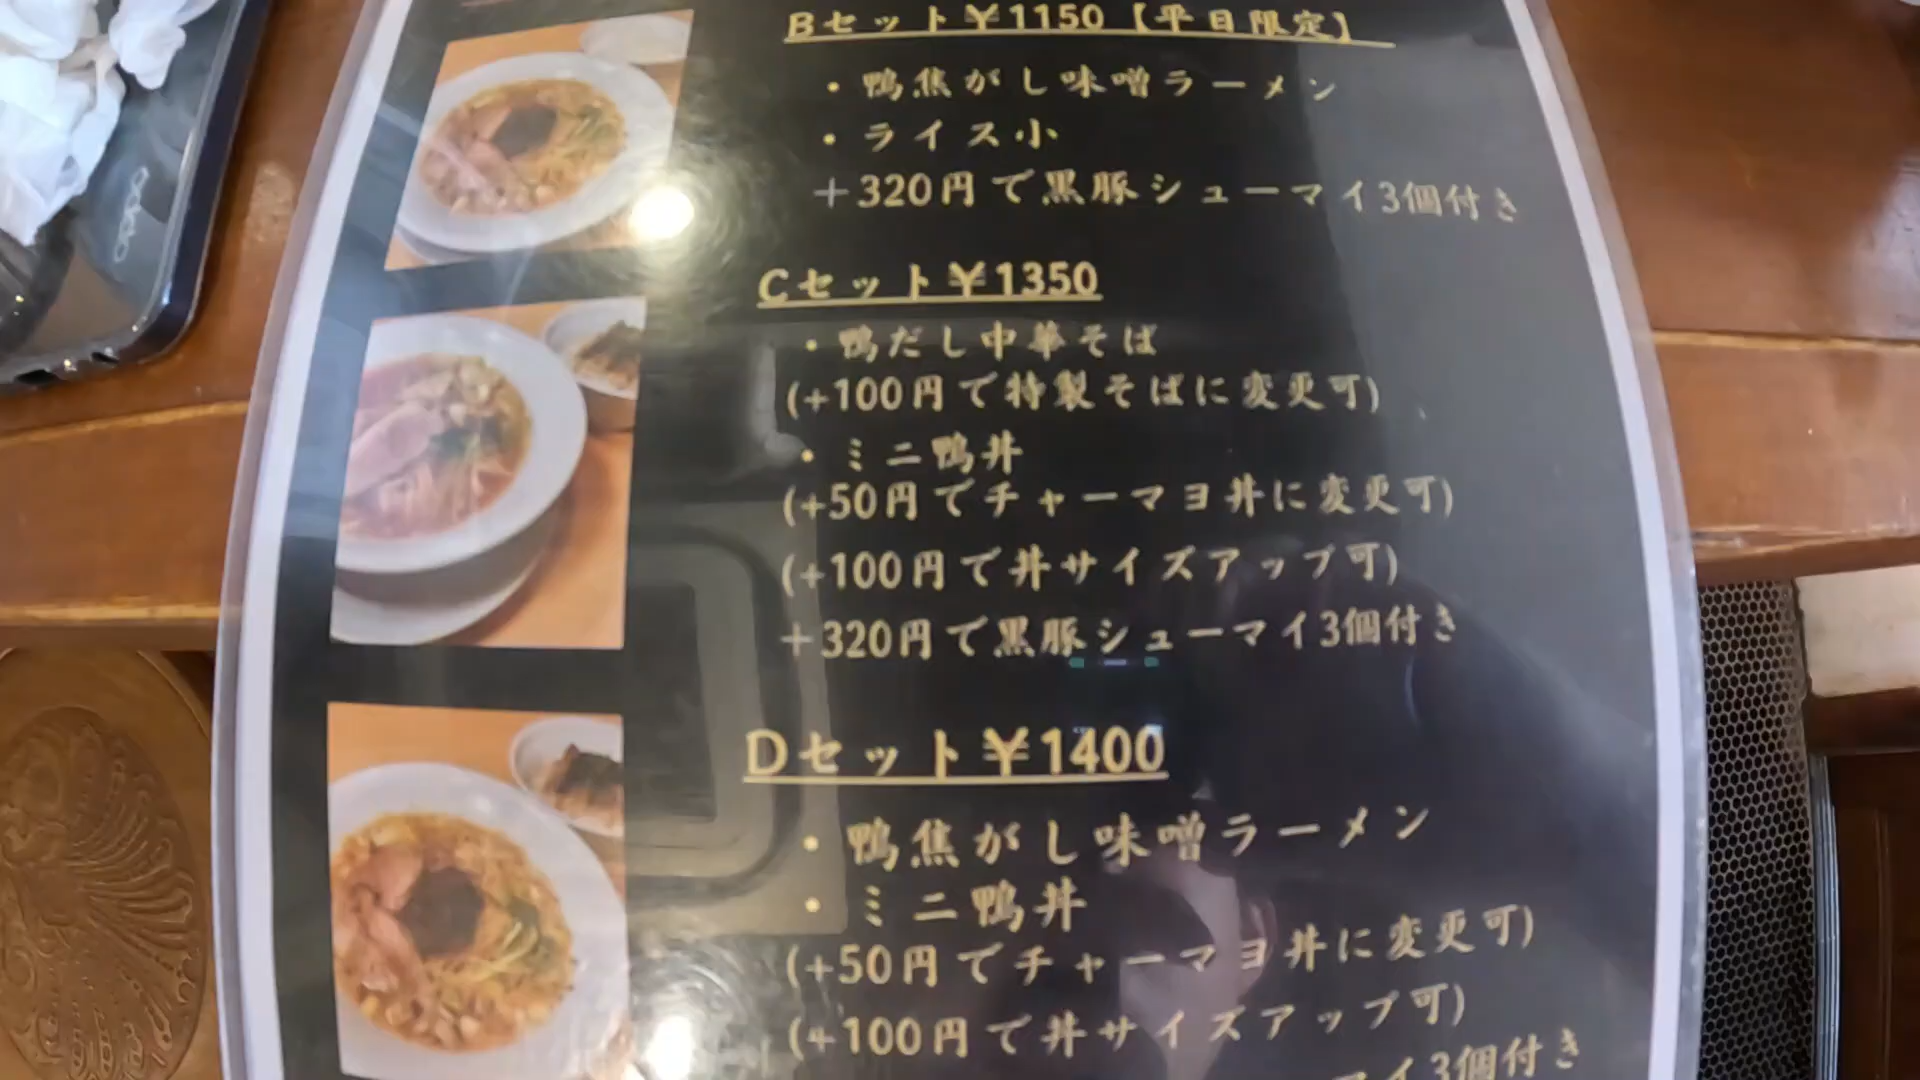 Bセット¥1150【平日限定】
・鴨焦がし味噌ラーメン
・ライス小
+320円で黒豚シューマイ3個付き
Cセット¥1350
・鴨だし中華そば
(+100円で特製そばに変更可)
・ミニ鴨丼
(+50円でチャーマヨ丼に変更可)
(+100円で丼サイズアップ可)
+320円で黒豚シューマイ3個付き
Dセット¥1400
・鴨焦がし味噌ラーメン
・ミニ鴨丼
(+50円でチャーマヨ丼に変更可)
(+100円で丼サイズアップ可)
マイ3個付き